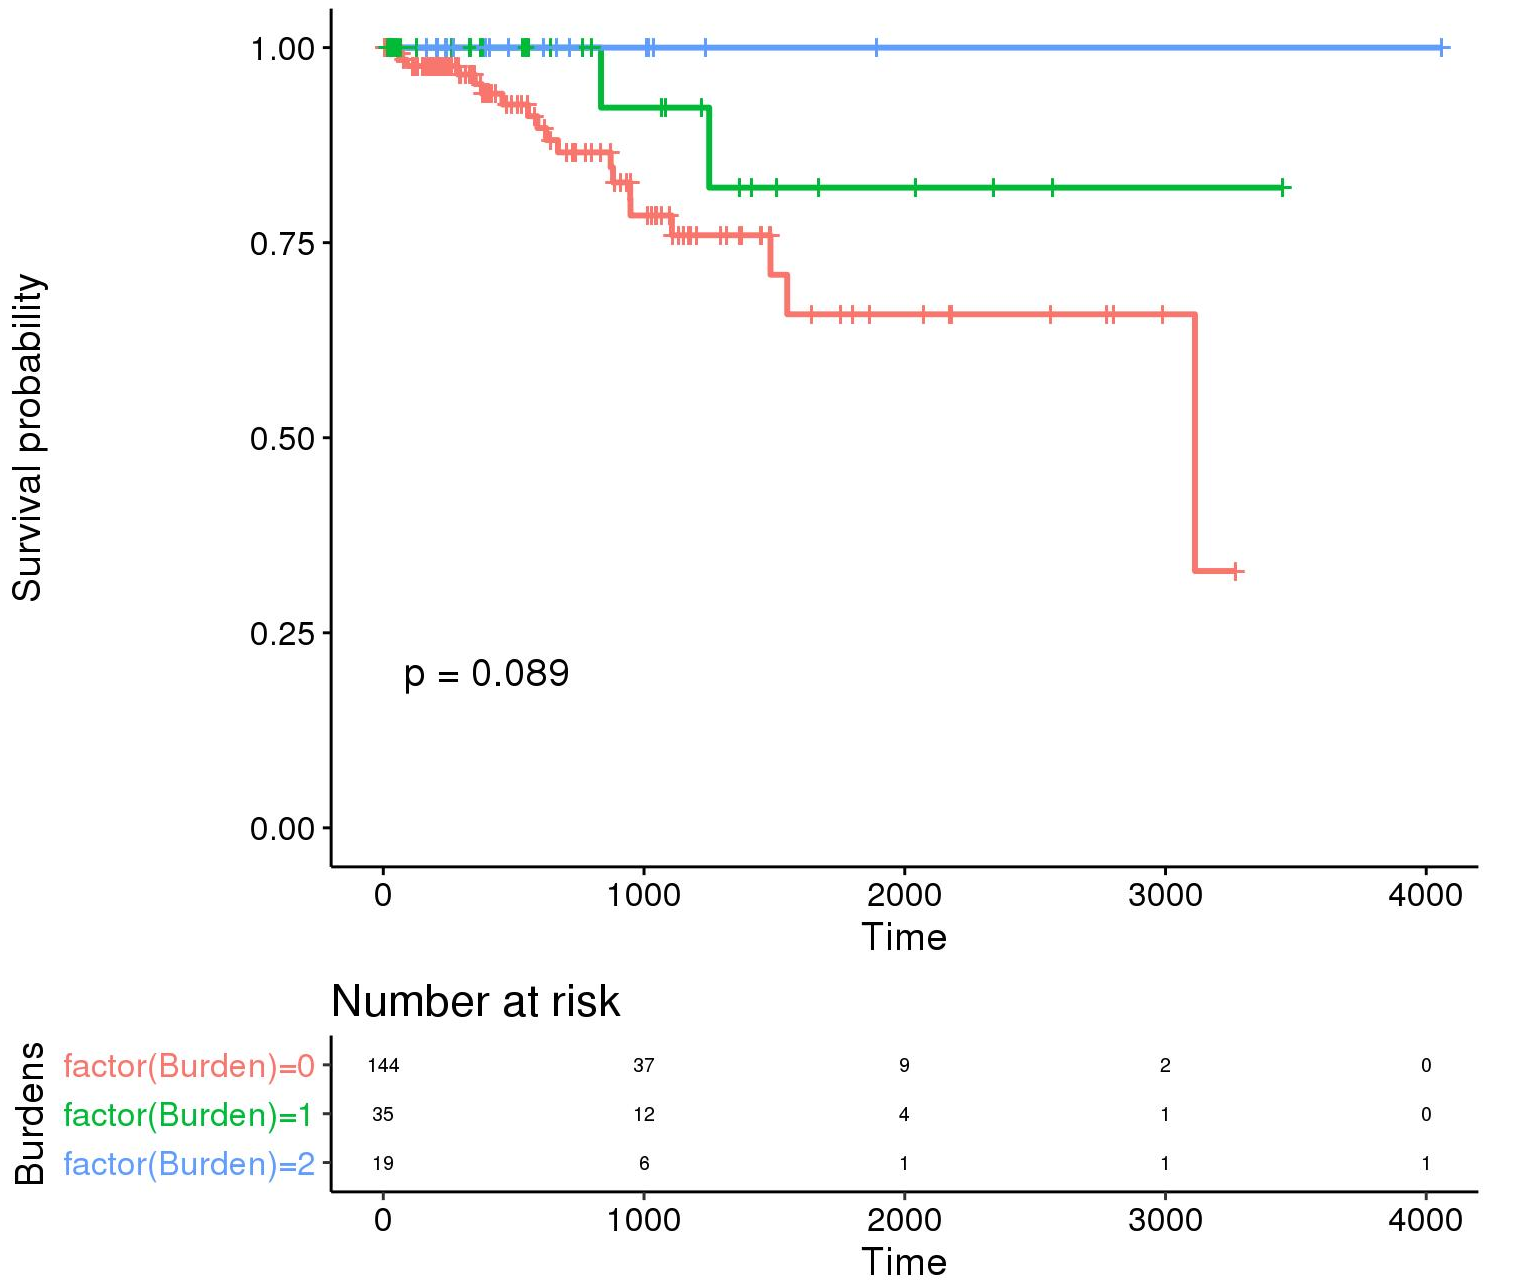 Survival probability
1.00
0.75
0.50
0.25
0.00
p = 0.089
0 1000 2000 3000 4000
Time
Number at risk
Burdens
factor(Burden)=0 144 37 9 2 0
factor(Burden)=1 35 12 4 1 0
factor(Burden)=2 19 6 1 1 1
0 1000 2000 3000 4000
Time